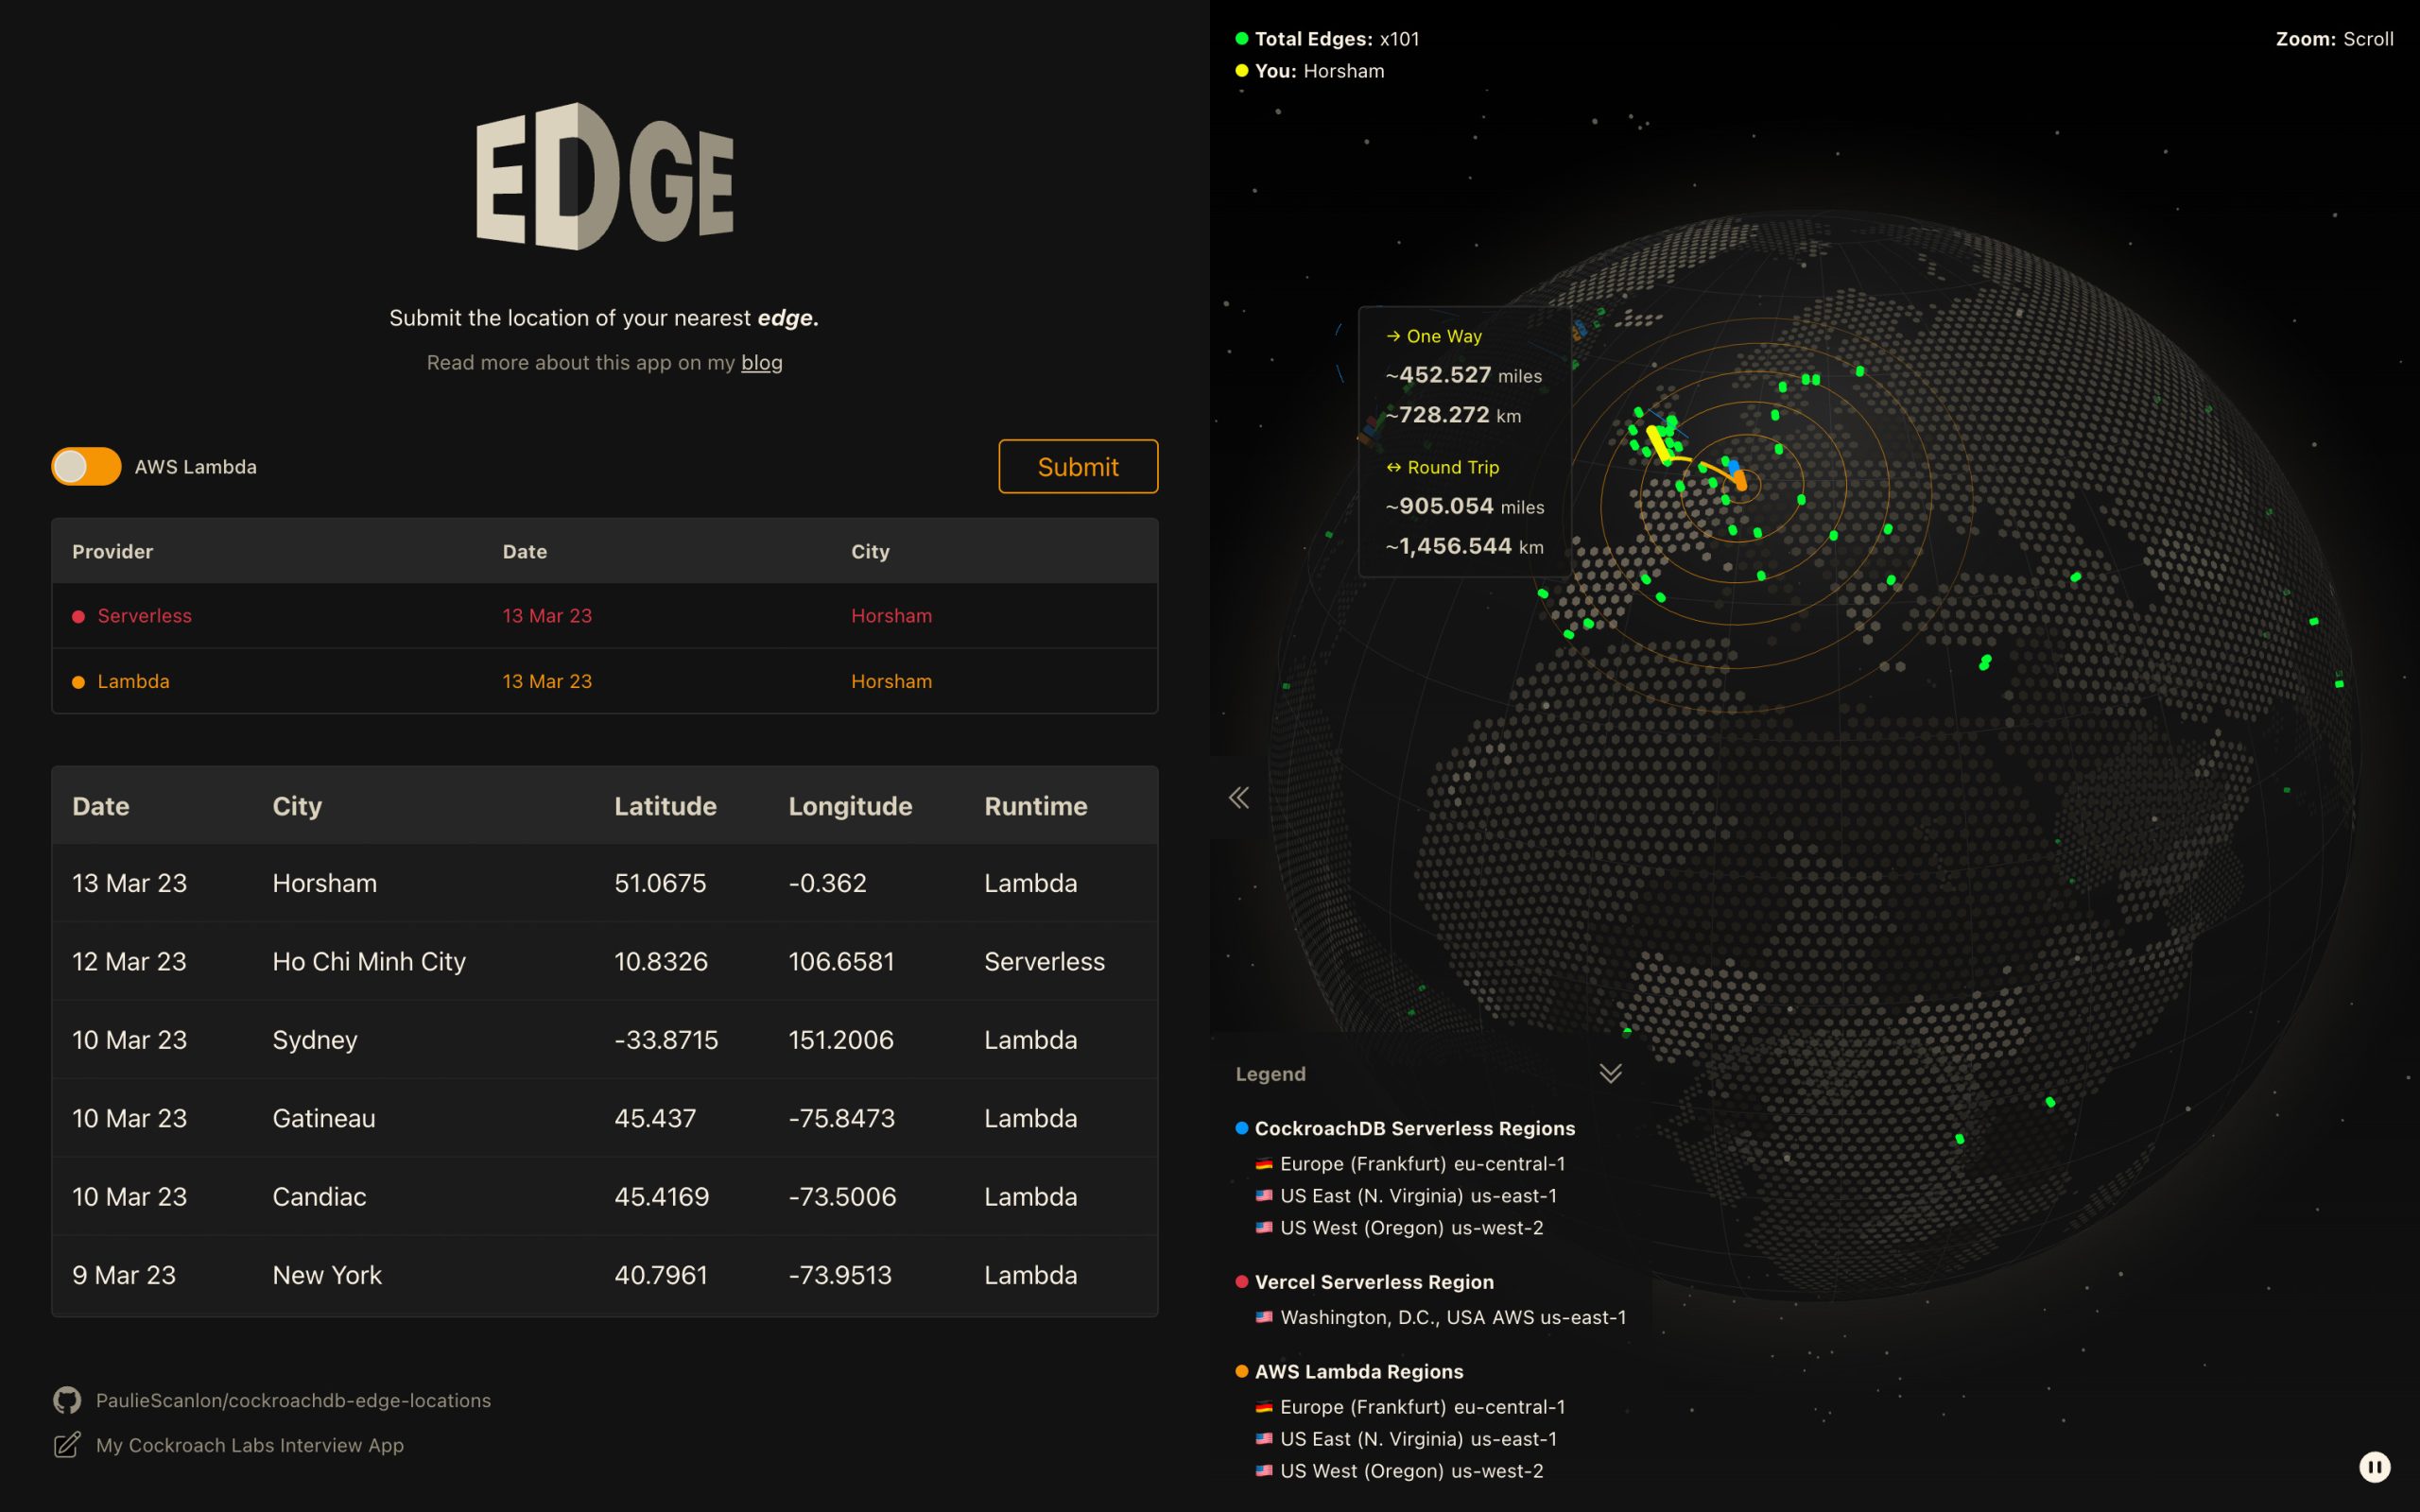 EDGE
Submit the location of your nearest edge.
Read more about this app on my blog
AWS Lambda
Submit
Provider Date City
Serverless 13 Mar 23 Horsham
Lambda 13 Mar 23 Horsham
Date City Latitude Longitude Runtime
13 Mar 23 Horsham 51.0675 -0.362 Lambda
12 Mar 23 Ho Chi Minh City 10.8326 106.6581 Serverless
10 Mar 23 Sydney -33.8715 151.2006 Lambda
10 Mar 23 Gatineau 45.437 -75.8473 Lambda
10 Mar 23 Candiac 45.4169 -73.5006 Lambda
9 Mar 23 New York 40.7961 -73.9513 Lambda
PaulieScanlon/cockroachdb-edge-locations
My Cockroach Labs Interview App
Total Edges: x101
You: Horsham
Zoom: Scroll
→ One Way
~452.527 miles
~728.272 km
↔ Round Trip
~905.054 miles
~1,456.544 km
Legend
CockroachDB Serverless Regions
🇩🇪 Europe (Frankfurt) eu-central-1
🇺🇸 US East (N. Virginia) us-east-1
🇺🇸 US West (Oregon) us-west-2
Vercel Serverless Region
🇺🇸 Washington, D.C., USA AWS us-east-1
AWS Lambda Regions
🇩🇪 Europe (Frankfurt) eu-central-1
🇺🇸 US East (N. Virginia) us-east-1
🇺🇸 US West (Oregon) us-west-2